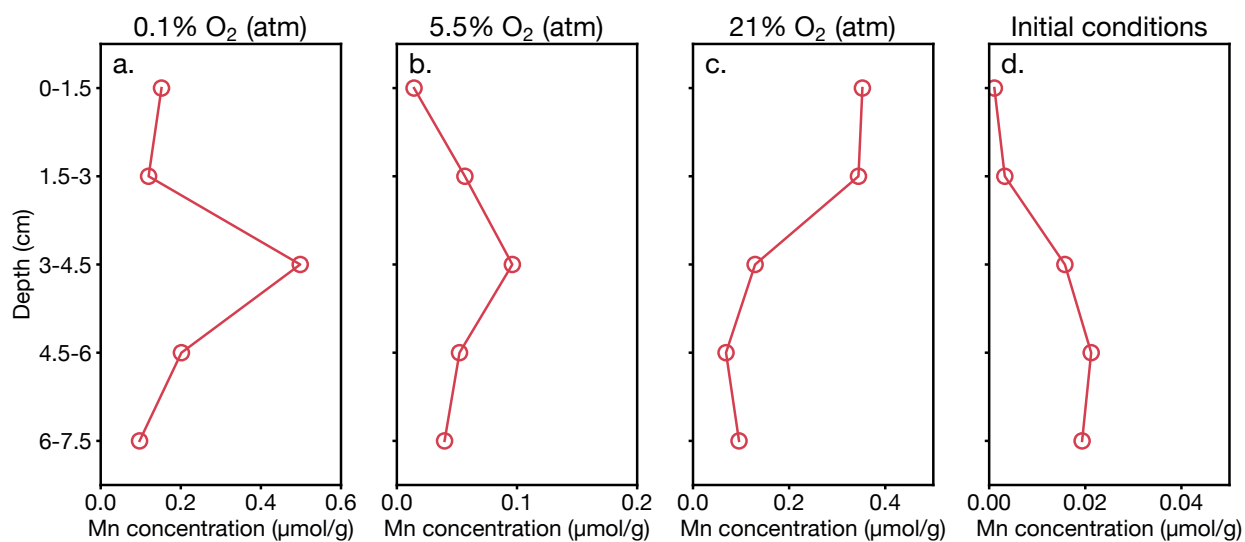 0.1% O₂ (atm)
5.5% O₂ (atm)
21% O₂ (atm)
Initial conditions
a.
b.
c.
d.
Depth (cm)
0-1.5
1.5-3
3-4.5
4.5-6
6-7.5
0.0 0.2 0.4 0.6
0.0 0.1 0.2
0.0 0.2 0.4
0.00 0.02 0.04
Mn concentration (µmol/g)
Mn concentration (µmol/g)
Mn concentration (µmol/g)
Mn concentration (µmol/g)